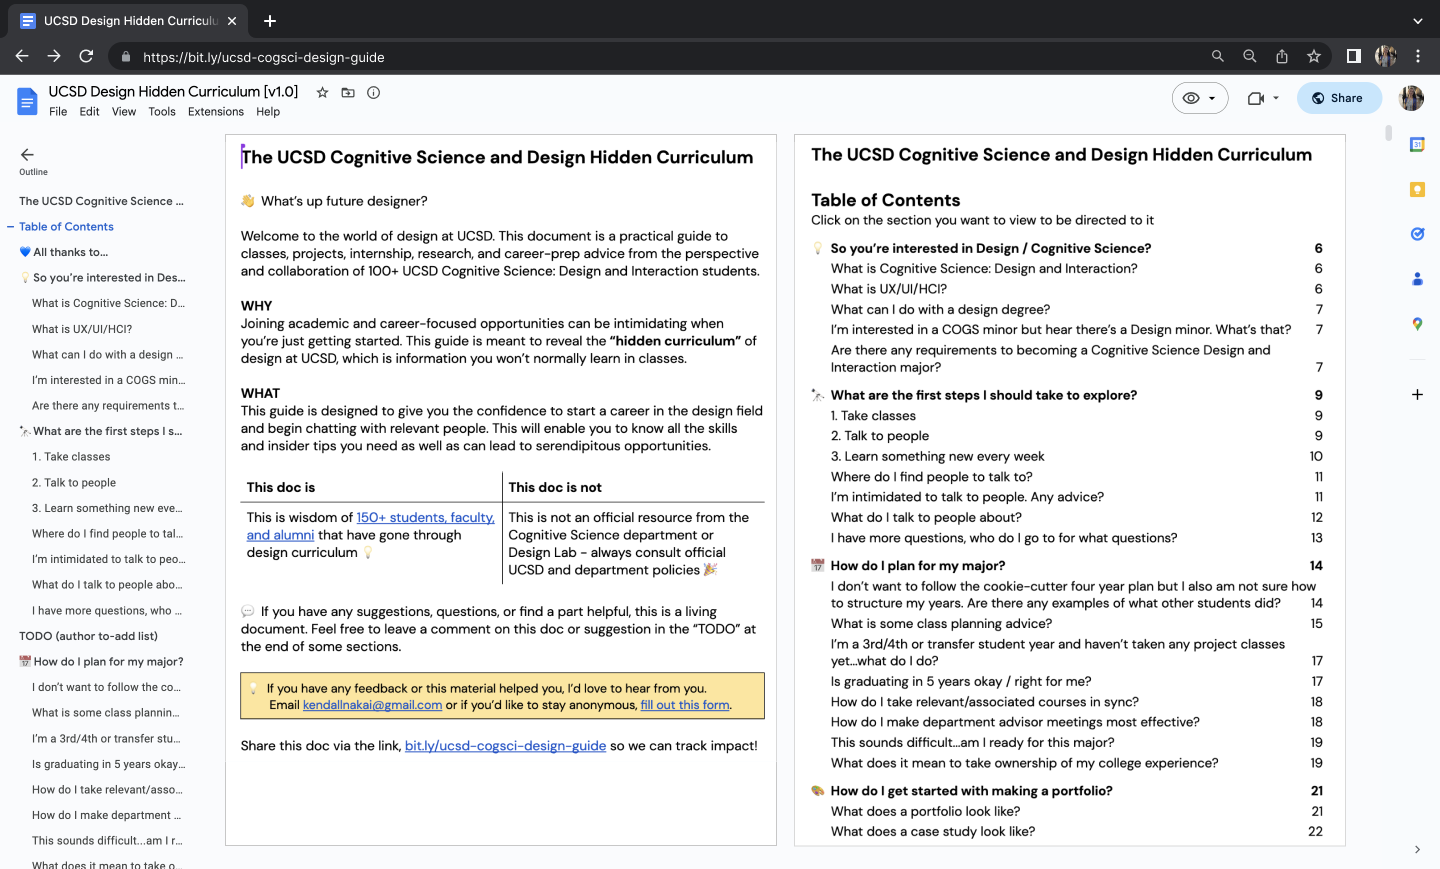 UCSD Design Hidden Curriculu
https://bit.ly/ucsd-cogsci-design-guide
UCSD Design Hidden Curriculum [v1.0]
File Edit View Tools Extensions Help
Share
Outline
The UCSD Cognitive Science ...
Table of Contents
💙 All thanks to...
💡 So you're interested in Des...
What is Cognitive Science: D...
What is UX/UI/HCI?
What can I do with a design ...
I'm interested in a COGS min...
Are there any requirements t...
🔭 What are the first steps I s...
1. Take classes
2. Talk to people
3. Learn something new eve...
Where do I find people to tal...
I'm intimidated to talk to peo...
What do I talk to people abo...
I have more questions, who ...
TODO (author to-add list)
📅 How do I plan for my major?
I don't want to follow the co...
What is some class plannin...
I'm a 3rd/4th or transfer stu...
Is graduating in 5 years okay...
How do I take relevant/asso...
How do I make department ...
This sounds difficult...am I r...
What does it mean to take o...
The UCSD Cognitive Science and Design Hidden Curriculum
👋 What's up future designer?
Welcome to the world of design at UCSD. This document is a practical guide to
classes, projects, internship, research, and career-prep advice from the perspective
and collaboration of 100+ UCSD Cognitive Science: Design and Interaction students.
WHY
Joining academic and career-focused opportunities can be intimidating when
you're just getting started. This guide is meant to reveal the "hidden curriculum" of
design at UCSD, which is information you won't normally learn in classes.
WHAT
This guide is designed to give you the confidence to start a career in the design field
and begin chatting with relevant people. This will enable you to know all the skills
and insider tips you need as well as can lead to serendipitous opportunities.
This doc is
This is wisdom of 150+ students, faculty,
and alumni that have gone through
design curriculum 💡
This doc is not
This is not an official resource from the
Cognitive Science department or
Design Lab - always consult official
UCSD and department policies 🎉
💬 If you have any suggestions, questions, or find a part helpful, this is a living
document. Feel free to leave a comment on this doc or suggestion in the "TODO" at
the end of some sections.
💡 If you have any feedback or this material helped you, I'd love to hear from you.
Email kendallnakai@gmail.com or if you'd like to stay anonymous, fill out this form.
Share this doc via the link, bit.ly/ucsd-cogsci-design-guide so we can track impact!
The UCSD Cognitive Science and Design Hidden Curriculum
Table of Contents
Click on the section you want to view to be directed to it
💡 So you're interested in Design / Cognitive Science? 6
What is Cognitive Science: Design and Interaction? 6
What is UX/UI/HCI? 6
What can I do with a design degree? 7
I'm interested in a COGS minor but hear there's a Design minor. What's that? 7
Are there any requirements to becoming a Cognitive Science Design and
Interaction major? 7
🔭 What are the first steps I should take to explore? 9
1. Take classes 9
2. Talk to people 9
3. Learn something new every week 10
Where do I find people to talk to? 11
I'm intimidated to talk to people. Any advice? 11
What do I talk to people about? 12
I have more questions, who do I go to for what questions? 13
📅 How do I plan for my major? 14
I don't want to follow the cookie-cutter four year plan but I also am not sure how
to structure my years. Are there any examples of what other students did? 14
What is some class planning advice? 15
I'm a 3rd/4th or transfer student year and haven't taken any project classes
yet...what do I do? 17
Is graduating in 5 years okay / right for me? 17
How do I take relevant/associated courses in sync? 18
How do I make department advisor meetings most effective? 18
This sounds difficult...am I ready for this major? 19
What does it mean to take ownership of my college experience? 19
🎨 How do I get started with making a portfolio? 21
What does a portfolio look like? 21
What does a case study look like? 22
31